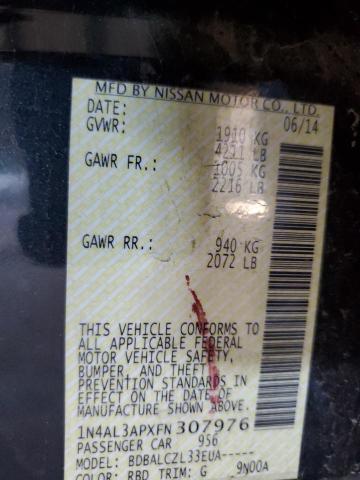 MFD BY NISSAN MOTOR CO., LTD.
DATE: 06/14
GVWR: 1910 KG
4211 LB
GAWR FR.: 1005 KG
2216 LB
GAWR RR.: 940 KG
2072 LB
THIS VEHICLE CONFORMS TO
ALL APPLICABLE FEDERAL
MOTOR VEHICLE SAFETY,
BUMPER, AND THEFT
PREVENTION STANDARDS IN
EFFECT ON THE DATE OF
MANUFACTURE SHOWN ABOVE.
1N4AL3APXFN307976
PASSENGER CAR 956
MODEL: BDBALCZL33EUA-----
COLOR: RBD TRIM: G 9N00A